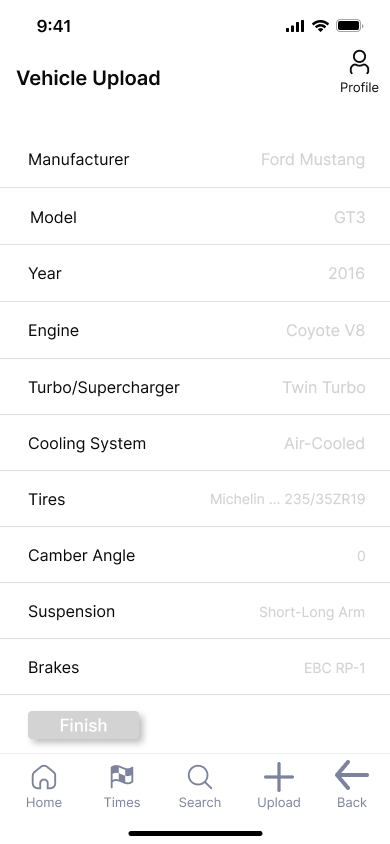 9:41
Vehicle Upload
Profile
Manufacturer Ford Mustang
Model GT3
Year 2016
Engine Coyote V8
Turbo/Supercharger Twin Turbo
Cooling System Air-Cooled
Tires Michelin ... 235/35ZR19
Camber Angle 0
Suspension Short-Long Arm
Brakes EBC RP-1
Finish
Home Times Search Upload Back